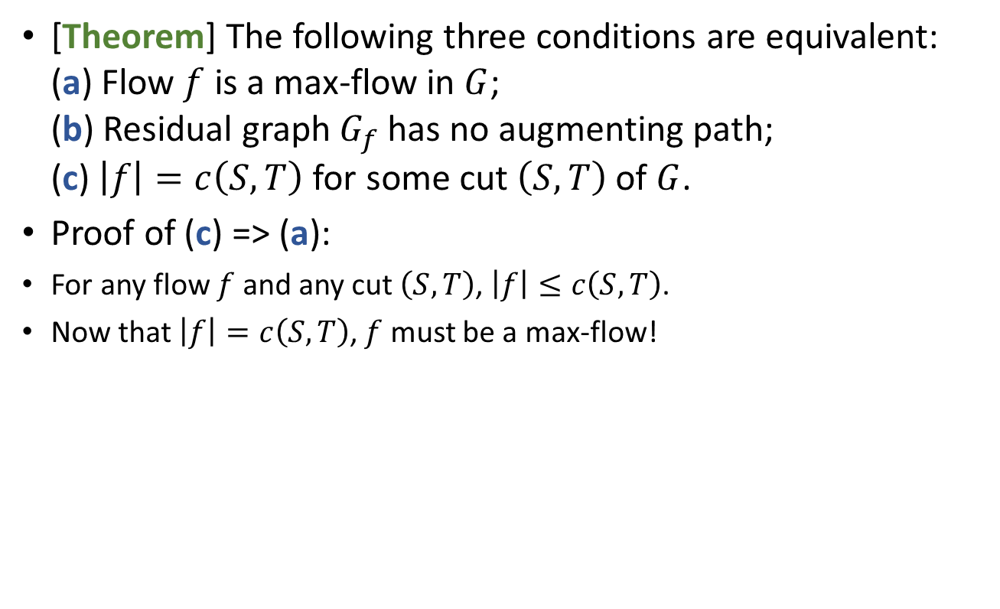 • [Theorem] The following three conditions are equivalent:
(a) Flow 𝑓 is a max-flow in 𝐺;
(b) Residual graph 𝐺_𝑓 has no augmenting path;
(c) |𝑓| = 𝑐(𝑆, 𝑇) for some cut (𝑆, 𝑇) of 𝐺.
• Proof of (c) => (a):
• For any flow 𝑓 and any cut (𝑆, 𝑇), |𝑓| ≤ 𝑐(𝑆, 𝑇).
• Now that |𝑓| = 𝑐(𝑆, 𝑇), 𝑓 must be a max-flow!